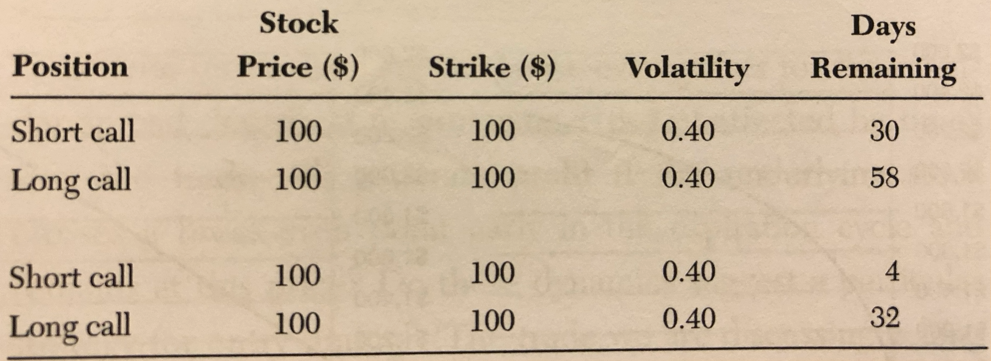 Stock Days
Position Price ($) Strike ($) Volatility Remaining
Short call 100 100 0.40 30
Long call 100 100 0.40 58
Short call 100 100 0.40 4
Long call 100 100 0.40 32